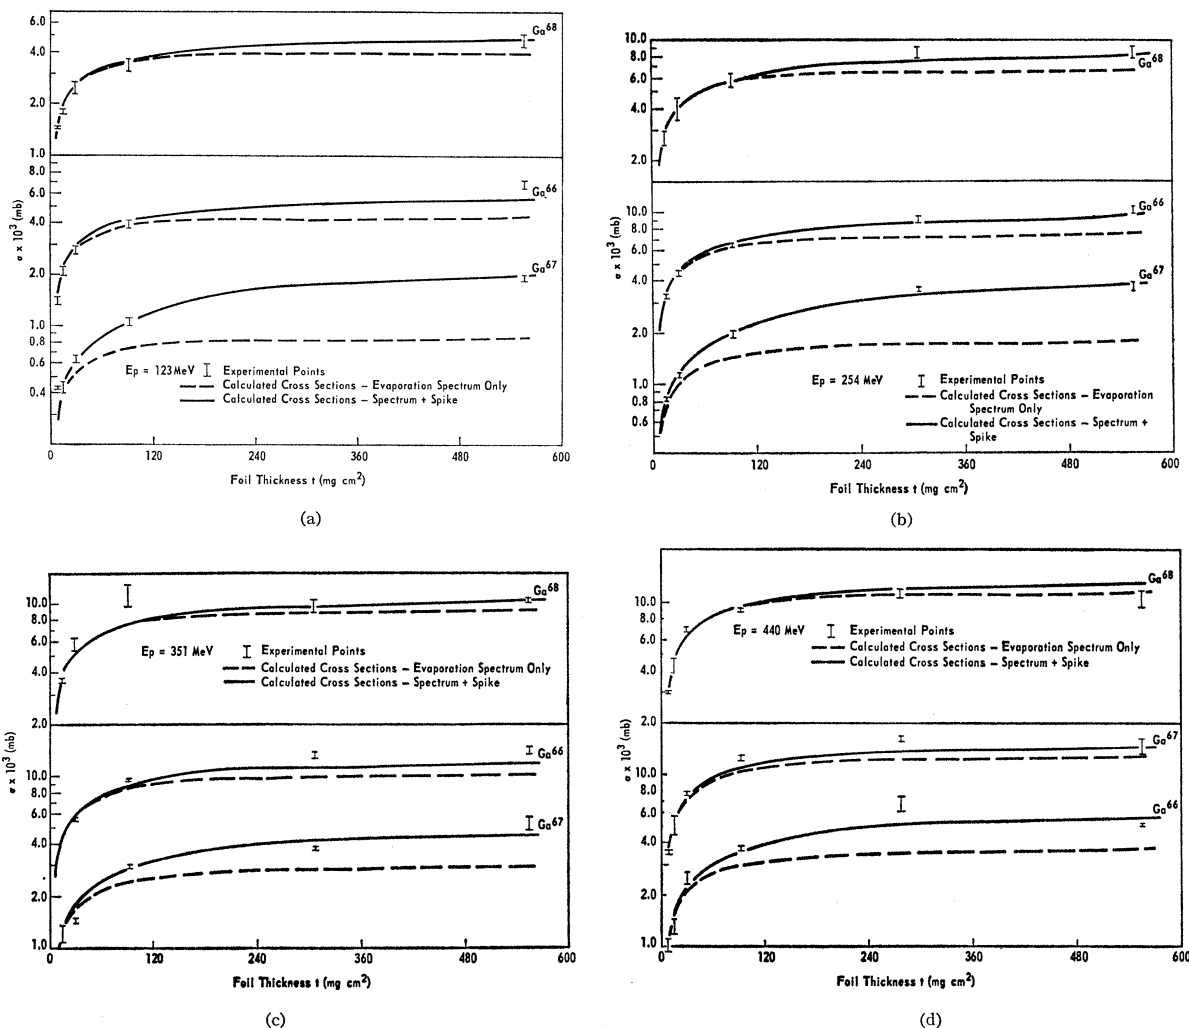 6.0
4.0
2.0
1.0
8.0
6.0
4.0
2.0
1.0
0.8
0.6
0.4
σ x 10³ (mb)
Ga⁶⁸
Ga⁶⁶
Ga⁶⁷
Ep = 123 MeV
Experimental Points
Calculated Cross Sections – Evaporation Spectrum Only
Calculated Cross Sections – Spectrum + Spike
0 120 240 360 480 600
Foil Thickness t (mg cm²)
(a)
10.0
8.0
6.0
4.0
2.0
10.0
8.0
6.0
4.0
2.0
1.0
0.8
0.6
σ x 10³ (mb)
Ga⁶⁸
Ga⁶⁶
Ga⁶⁷
Ep = 254 MeV
Experimental Points
Calculated Cross Sections – Evaporation
Spectrum Only
Calculated Cross Sections – Spectrum +
Spike
0 120 240 360 480 600
Foil Thickness t (mg cm²)
(b)
10.0
8.0
6.0
4.0
2.0
10.0
8.0
6.0
4.0
2.0
1.0
σ x 10³ (mb)
Ga⁶⁸
Ep = 351 MeV
Experimental Points
Calculated Cross Sections – Evaporation Spectrum Only
Calculated Cross Sections – Spectrum + Spike
Ga⁶⁶
Ga⁶⁷
0 120 240 360 480 600
Foil Thickness t (mg cm²)
(c)
10.0
8.0
6.0
4.0
2.0
10.0
8.0
6.0
4.0
2.0
1.0
σ x 10³ (mb)
Ga⁶⁸
Ep = 440 MeV
Experimental Points
Calculated Cross Sections – Evaporation Spectrum Only
Calculated Cross Sections – Spectrum + Spike
Ga⁶⁷
Ga⁶⁶
0 120 240 360 480 600
Foil Thickness t (mg cm²)
(d)